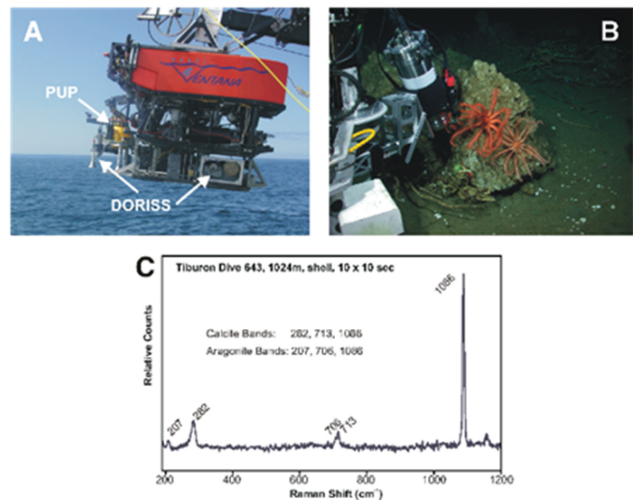 A
PUP
VENTANA
DORISS
B
C
Tiburon Dive 643, 1024m, shell, 10 x 10 sec
Calcite Bands: 282, 713, 1086
Aragonite Bands: 207, 706, 1086
207
282
706
713
1086
Relative Counts
200 400 600 800 1000 1200
Raman Shift (cm⁻¹)